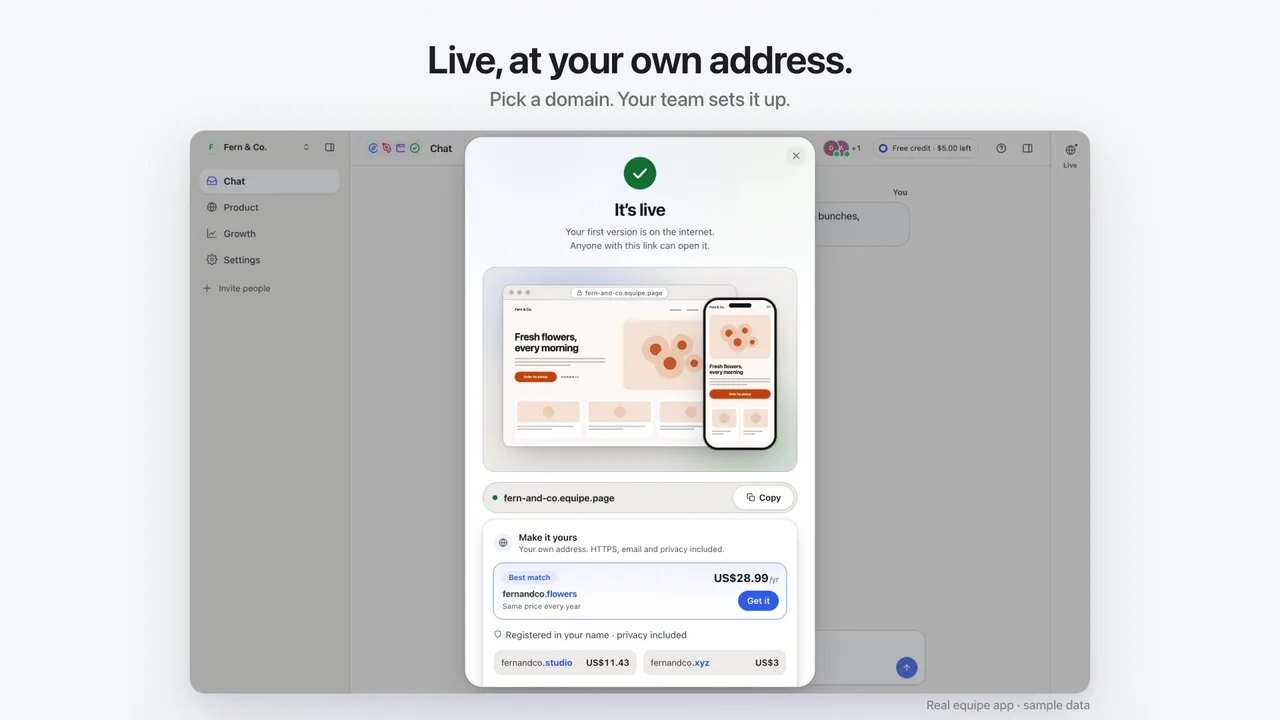 Live, at your own address.
Pick a domain. Your team sets it up.
F Fern & Co.
Chat
Product
Growth
Settings
Invite people
Chat
D
+1
Free credit · $5.00 left
Live
You
bunches,
It's live
Your first version is on the internet.
Anyone with this link can open it.
fern-and-co.equipe.page
Fern & Co.
Fresh flowers,
every morning
Order for pickup
Fern & Co.
Fresh flowers,
every morning
Order for pickup
fern-and-co.equipe.page
Copy
Make it yours
Your own address. HTTPS, email and privacy included.
Best match
US$28.99/yr
fernandco.flowers
Same price every year
Get it
Registered in your name · privacy included
fernandco.studio US$11.43
fernandco.xyz US$3
Real equipe app · sample data